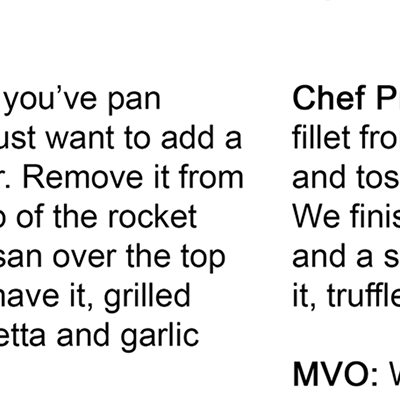 you’ve pan
ust want to add a
r. Remove it from
of the rocket
san over the top
have it, grilled
etta and garlic
Chef P
fillet fro
and tos
We finis
and a s
it, truffle
MVO: W